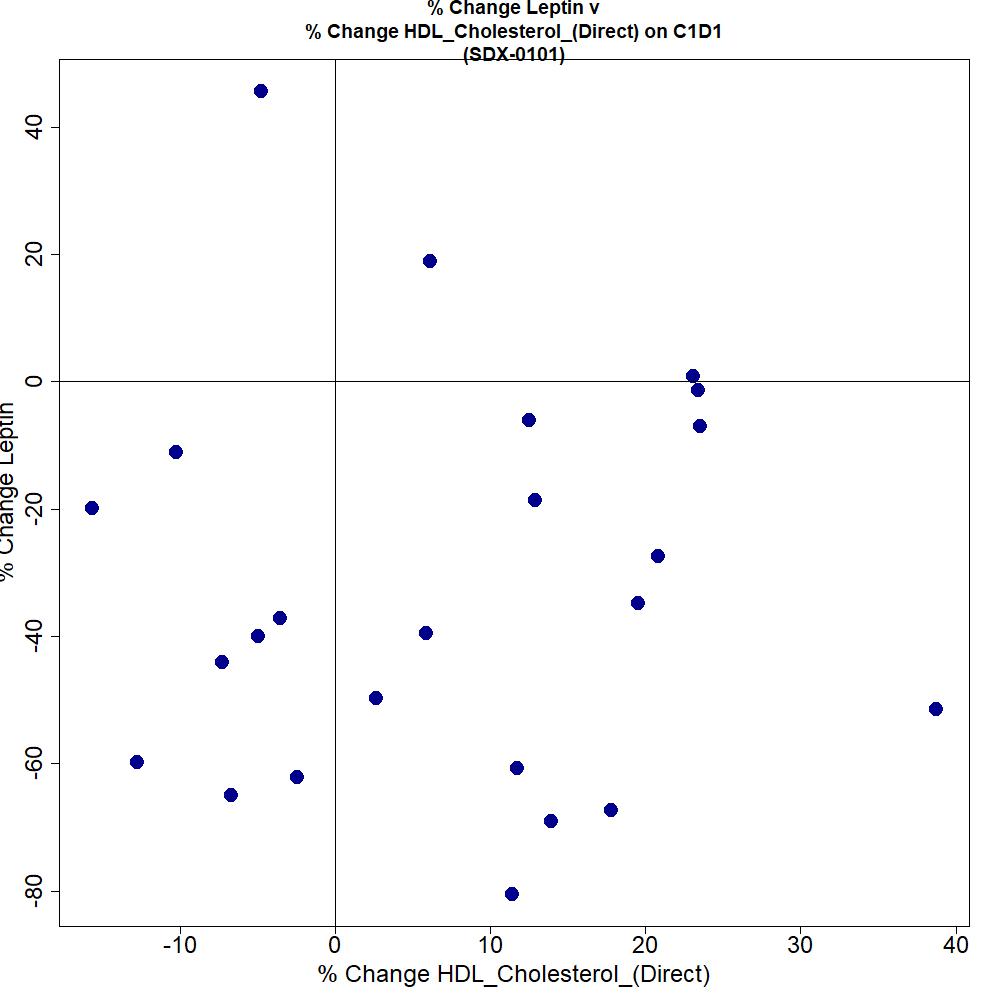 % Change Leptin v
% Change HDL_Cholesterol_(Direct) on C1D1
(SDX-0101)
40
20
0
-20
-40
-60
-80
% Change Leptin
-10
0
10
20
30
40
% Change HDL_Cholesterol_(Direct)